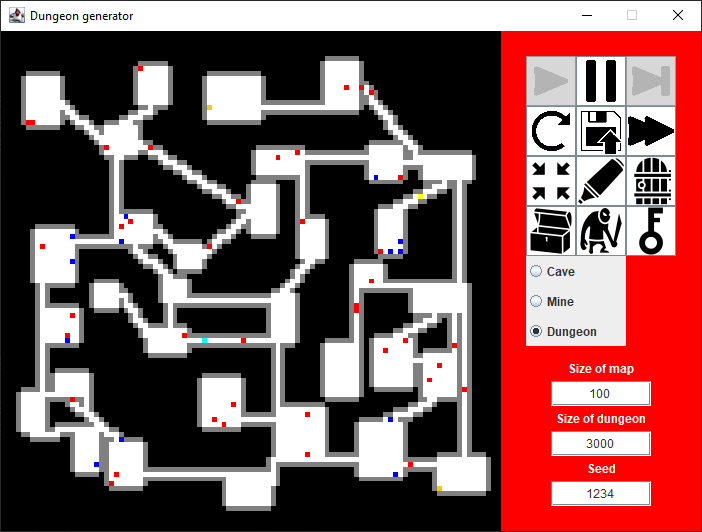 Dungeon generator
Cave
Mine
Dungeon
Size of map
100
Size of dungeon
3000
Seed
1234